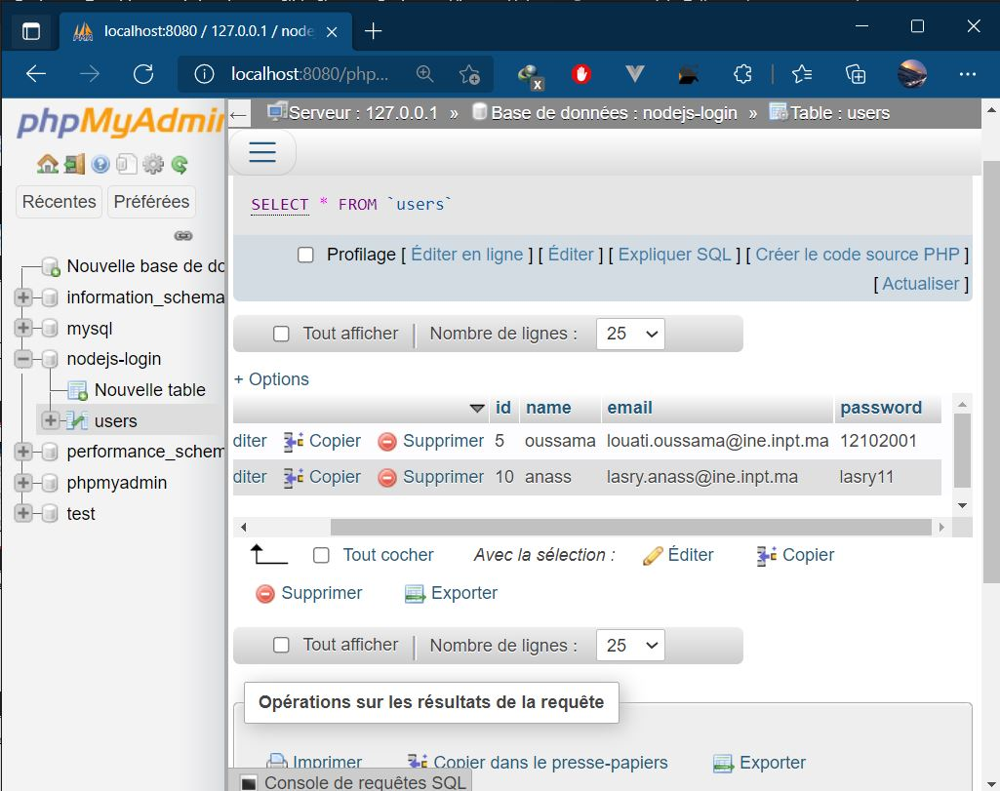 localhost:8080 / 127.0.0.1 / node
localhost:8080/php...
x
phpMyAdmin
Récentes Préférées
Nouvelle base de do
information_schema
mysql
nodejs-login
Nouvelle table
users
performance_schem
phpmyadmin
test
Serveur : 127.0.0.1 » Base de données : nodejs-login » Table : users
SELECT * FROM `users`
Profilage [ Éditer en ligne ] [ Éditer ] [ Expliquer SQL ] [ Créer le code source PHP ]
[ Actualiser ]
Tout afficher | Nombre de lignes : 25
+ Options
id name email password
diter Copier Supprimer 5 oussama louati.oussama@ine.inpt.ma 12102001
diter Copier Supprimer 10 anass lasry.anass@ine.inpt.ma lasry11
Tout cocher Avec la sélection : Éditer Copier
Supprimer Exporter
Tout afficher | Nombre de lignes : 25
Opérations sur les résultats de la requête
Imprimer Copier dans le presse-papiers Exporter
Console de requêtes SQL